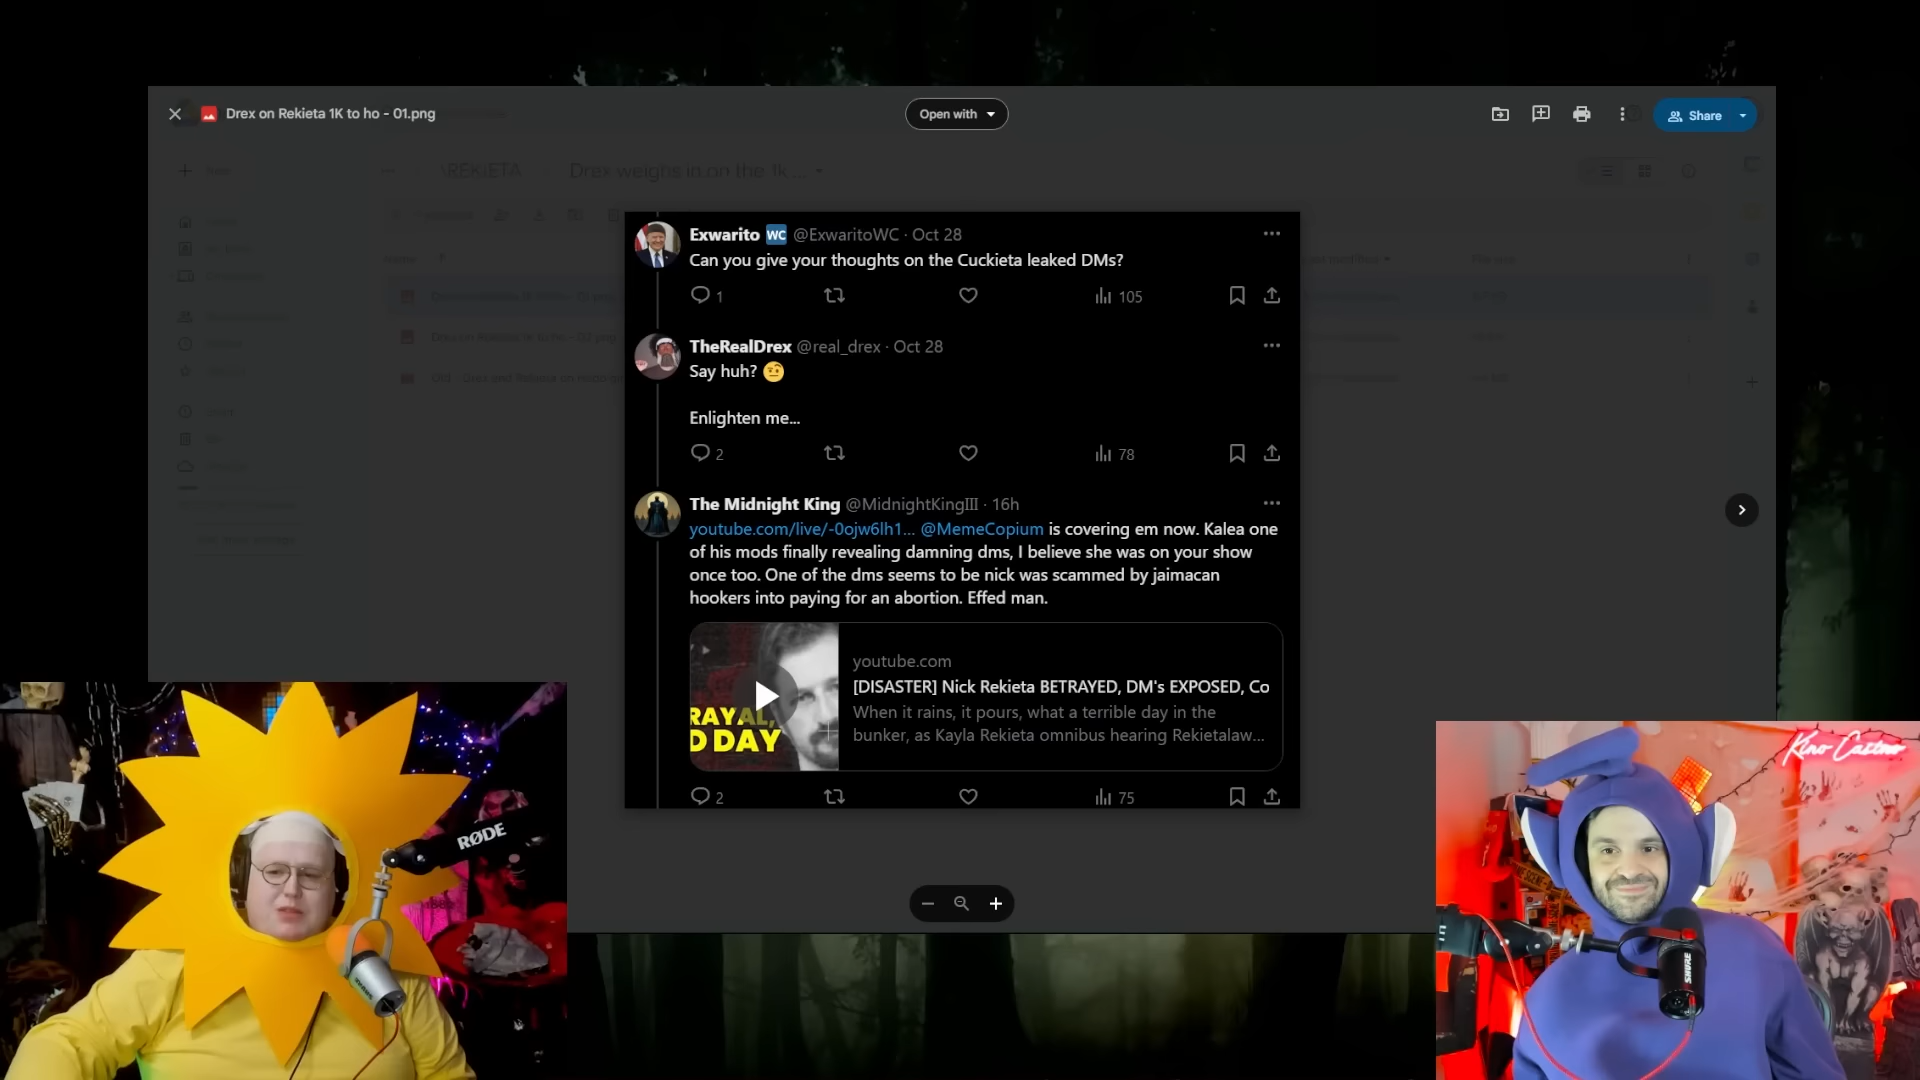 Drex on Rekieta 1K to ho - 01.png
Open with
Share
\REKIETA
Drex weighs in on the 1k ...
Exwarito WC @ExwaritoWC · Oct 28
Can you give your thoughts on the Cuckieta leaked DMs?
1
105
TheRealDrex @real_drex · Oct 28
Say huh? 🤨
Enlighten me...
2
78
The Midnight King @MidnightKingIII · 16h
youtube.com/live/-0ojw6lh1... @MemeCopium is covering em now. Kalea one
of his mods finally revealing damning dms, I believe she was on your show
once too. One of the dms seems to be nick was scammed by jaimacan
hookers into paying for an abortion. Effed man.
RAYAL,
D DAY
youtube.com
[DISASTER] Nick Rekieta BETRAYED, DM's EXPOSED, Co
When it rains, it pours, what a terrible day in the
bunker, as Kayla Rekieta omnibus hearing Rekietalaw...
2
75
RØDE
Kino Casino
SHURE